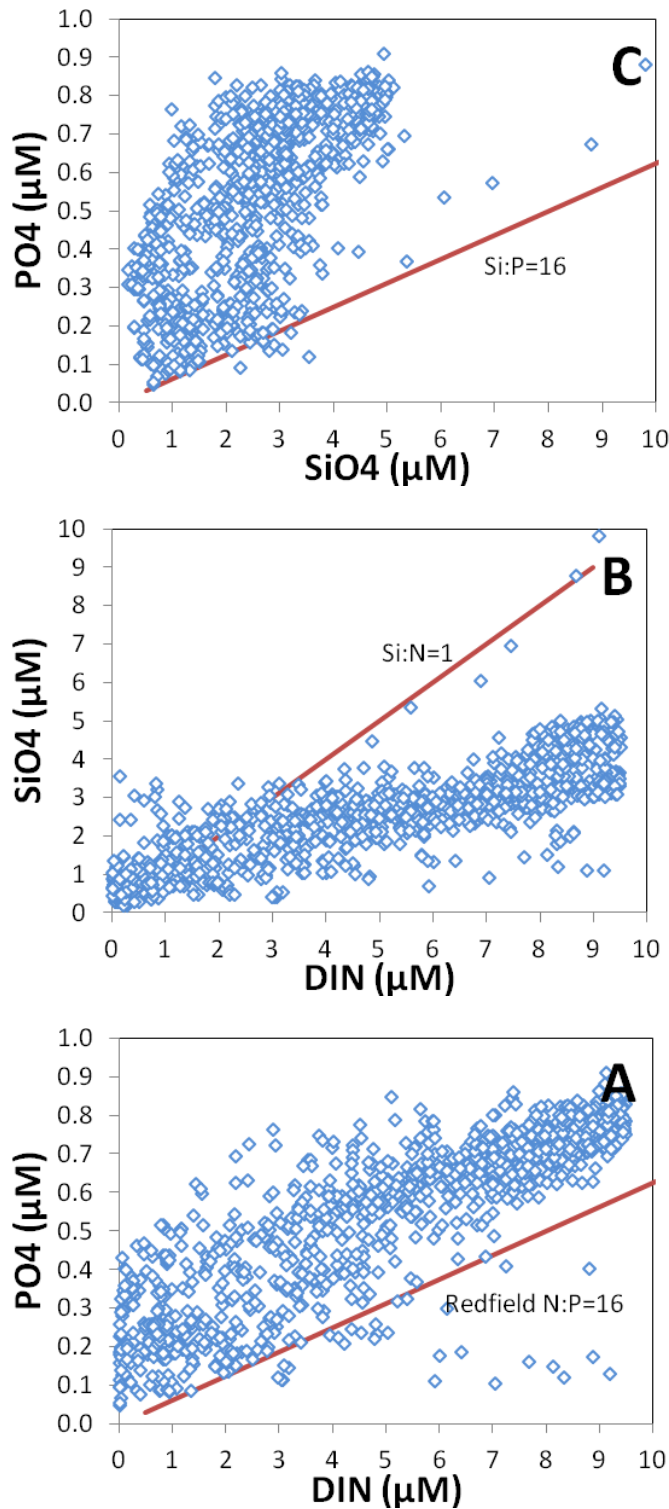 1.0
0.9
0.8
0.7
0.6
0.5
0.4
0.3
0.2
0.1
0.0
PO4 (µM)
C
Si:P=16
0 1 2 3 4 5 6 7 8 9 10
SiO4 (µM)
10
9
8
7
6
5
4
3
2
1
0
SiO4 (µM)
B
Si:N=1
0 1 2 3 4 5 6 7 8 9 10
DIN (µM)
1.0
0.9
0.8
0.7
0.6
0.5
0.4
0.3
0.2
0.1
0.0
PO4 (µM)
A
Redfield N:P=16
0 1 2 3 4 5 6 7 8 9 10
DIN (µM)